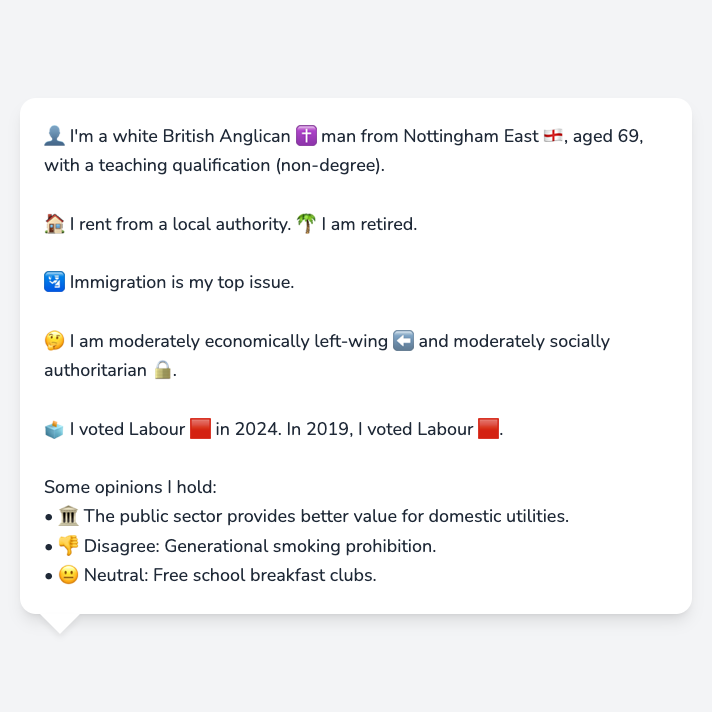 👤 I'm a white British Anglican ✝️ man from Nottingham East 🏴󠁧󠁢󠁥󠁮󠁧󠁿, aged 69,
with a teaching qualification (non-degree).
🏠 I rent from a local authority. 🌴 I am retired.
🛂 Immigration is my top issue.
🤔 I am moderately economically left-wing ⬅️ and moderately socially
authoritarian 🔒.
🗳️ I voted Labour 🟥 in 2024. In 2019, I voted Labour 🟥.
Some opinions I hold:
• 🏛️ The public sector provides better value for domestic utilities.
• 👎 Disagree: Generational smoking prohibition.
• 😐 Neutral: Free school breakfast clubs.